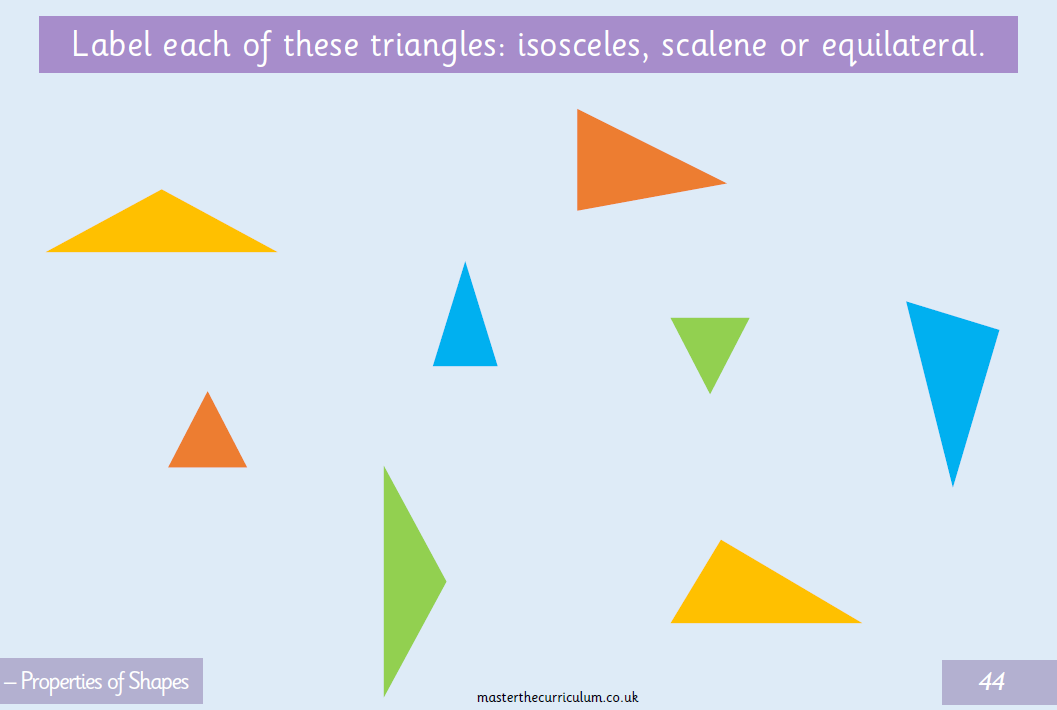 Label each of these triangles: isosceles, scalene or equilateral.
– Properties of Shapes
masterthecurriculum.co.uk
44